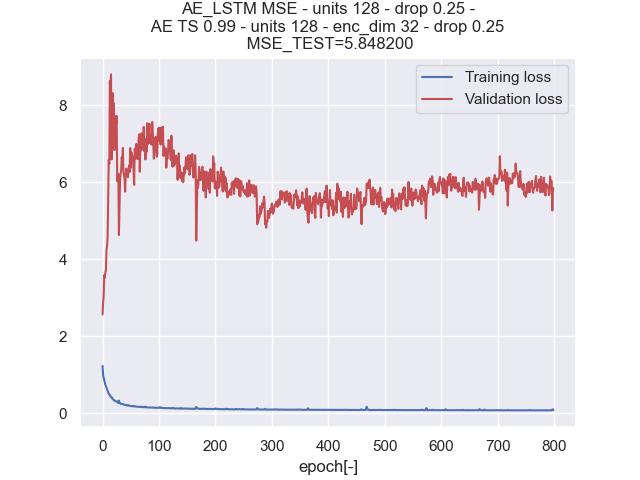 AE_LSTM MSE - units 128 - drop 0.25 -
AE TS 0.99 - units 128 - enc_dim 32 - drop 0.25
MSE_TEST=5.848200
Training loss
Validation loss
8
6
4
2
0
0 100 200 300 400 500 600 700 800
epoch[-]